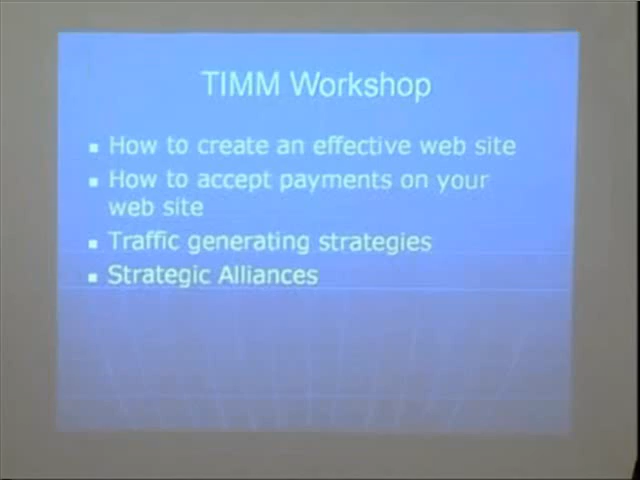 TIMM Workshop
How to create an effective web site
How to accept payments on your
web site
Traffic generating strategies
Strategic Alliances